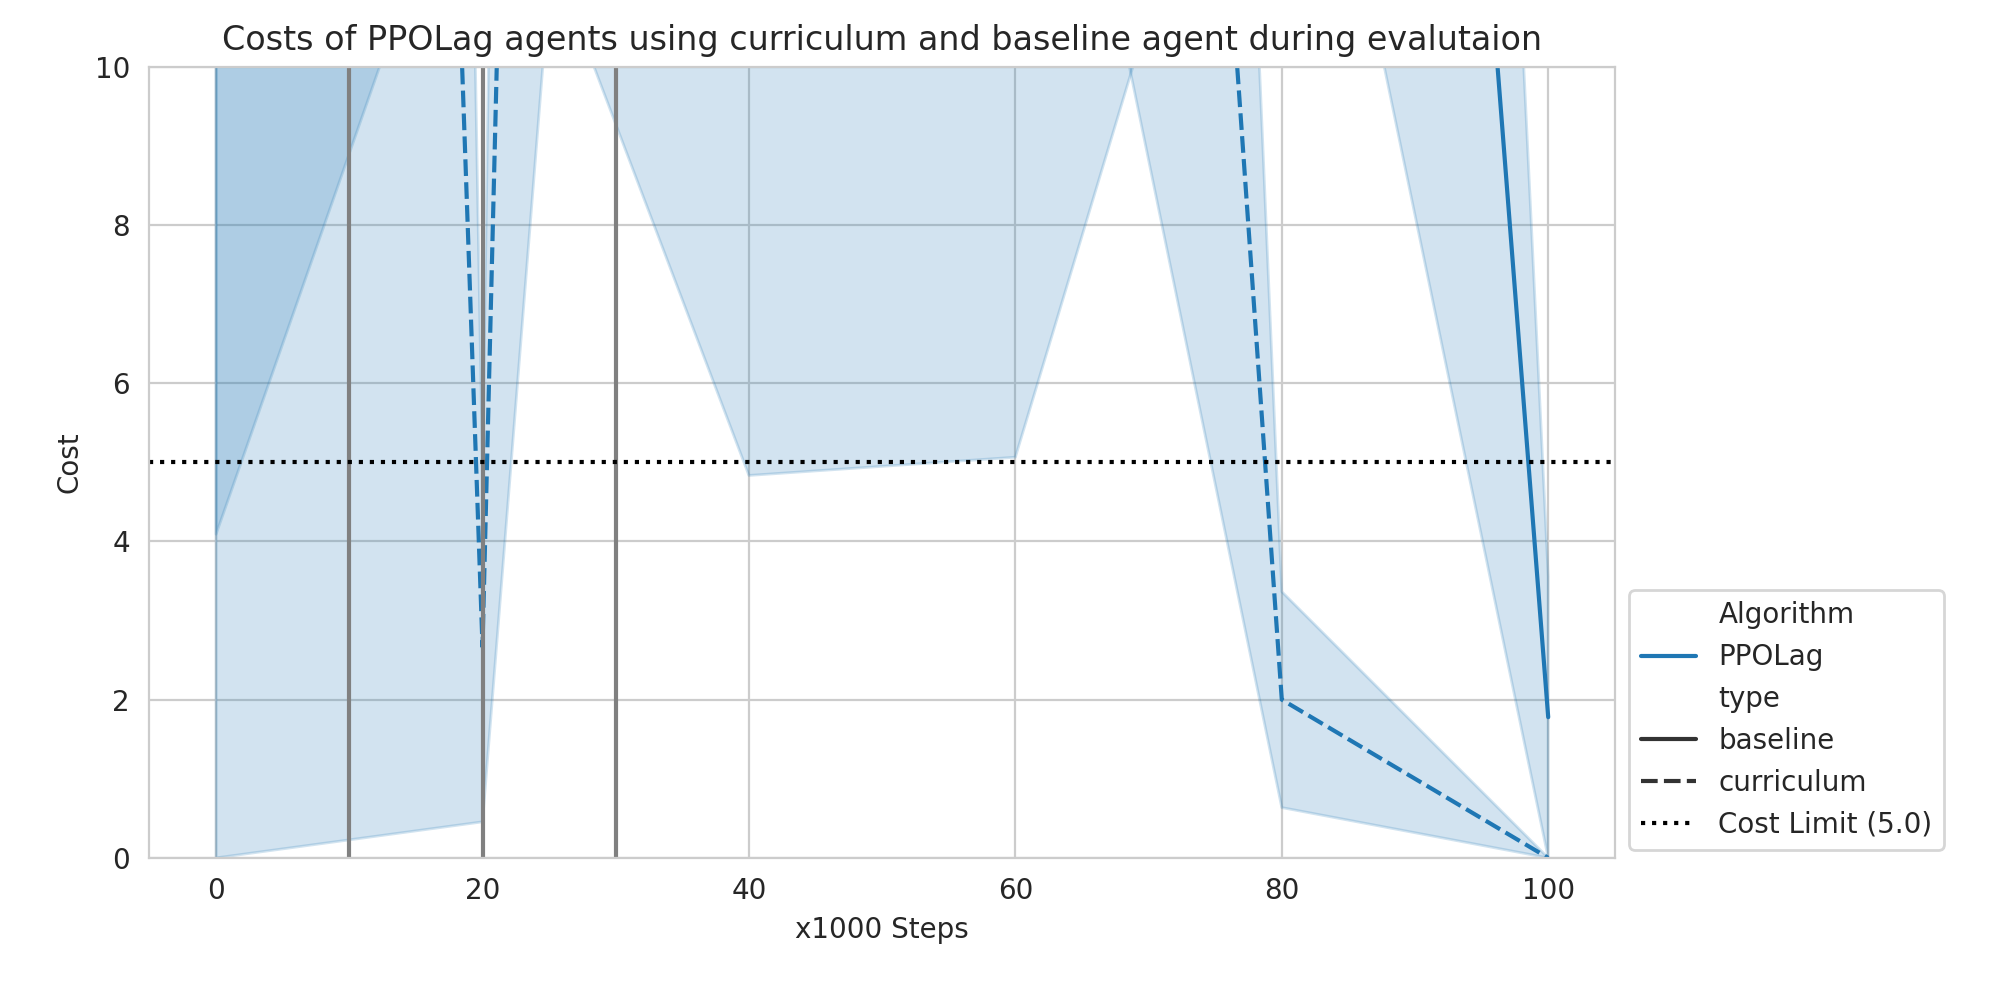 Costs of PPOLag agents using curriculum and baseline agent during evalutaion
10
8
6
4
2
0
Cost
0 20 40 60 80 100
x1000 Steps
Algorithm
PPOLag
type
baseline
curriculum
Cost Limit (5.0)